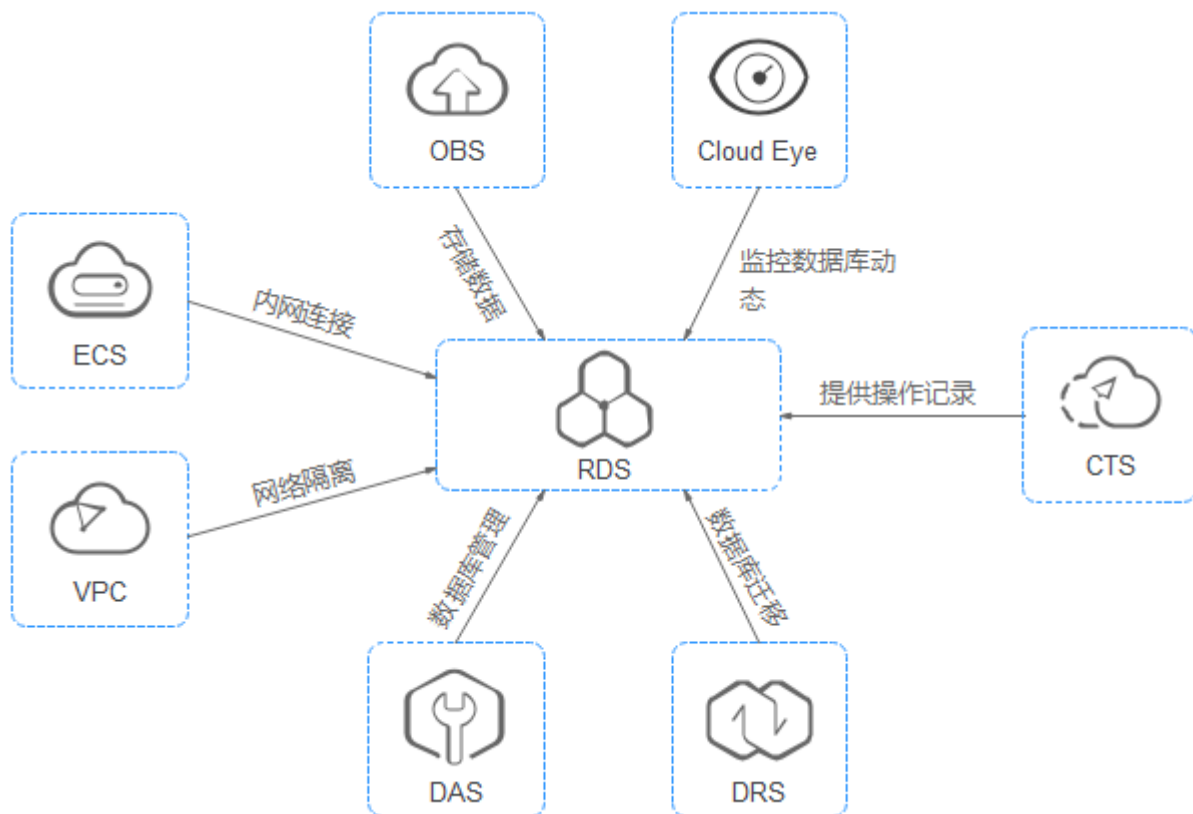 OBS
Cloud Eye
存储数据
监控数据库动
态
ECS
内网连接
提供操作记录
RDS
CTS
VPC
网络隔离
数据库管理
数据库迁移
DAS
DRS